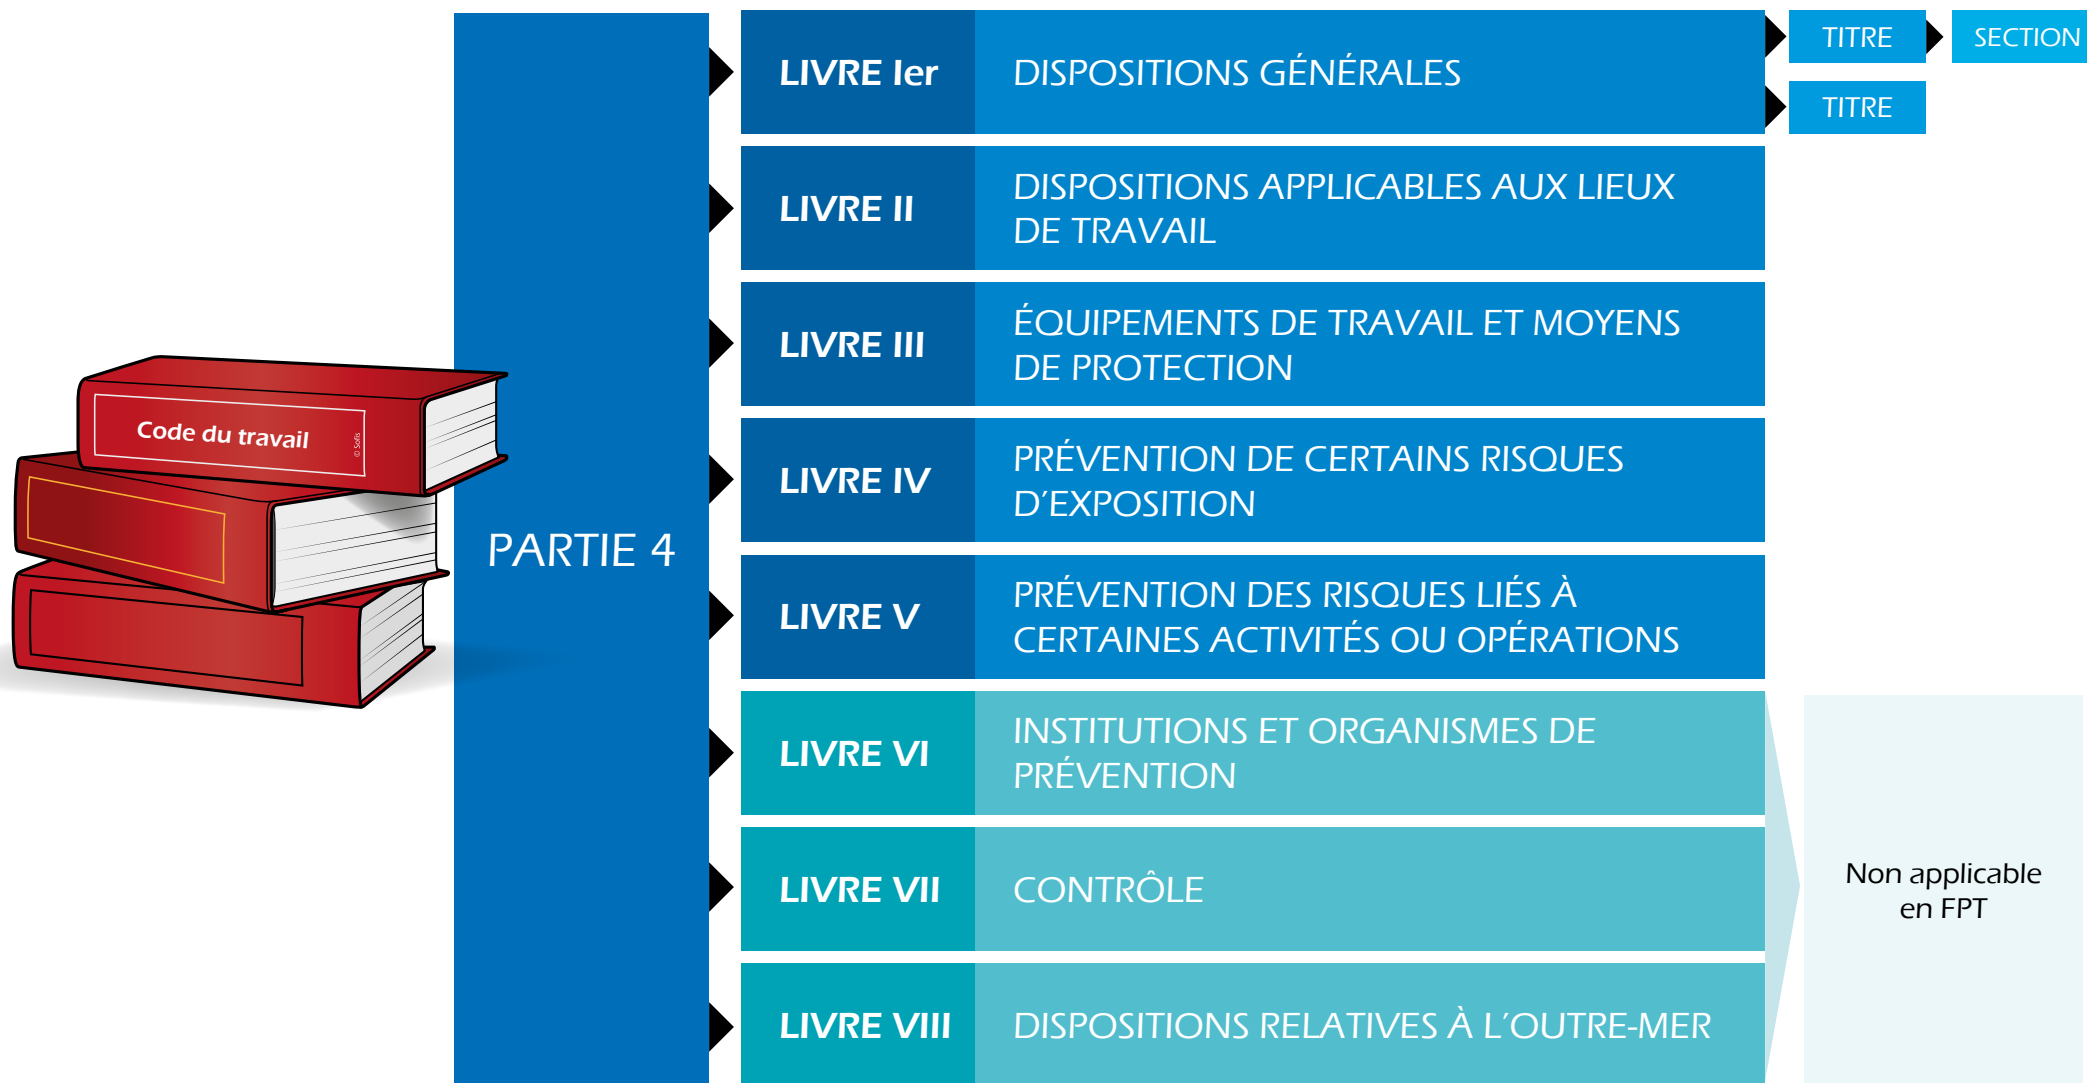 Code du travail
© Sofis
PARTIE 4
LIVRE Ier
DISPOSITIONS GÉNÉRALES
TITRE
SECTION
TITRE
LIVRE II
DISPOSITIONS APPLICABLES AUX LIEUX
DE TRAVAIL
LIVRE III
ÉQUIPEMENTS DE TRAVAIL ET MOYENS
DE PROTECTION
LIVRE IV
PRÉVENTION DE CERTAINS RISQUES
D’EXPOSITION
LIVRE V
PRÉVENTION DES RISQUES LIÉS À
CERTAINES ACTIVITÉS OU OPÉRATIONS
LIVRE VI
INSTITUTIONS ET ORGANISMES DE
PRÉVENTION
LIVRE VII
CONTRÔLE
LIVRE VIII
DISPOSITIONS RELATIVES À L’OUTRE-MER
Non applicable
en FPT